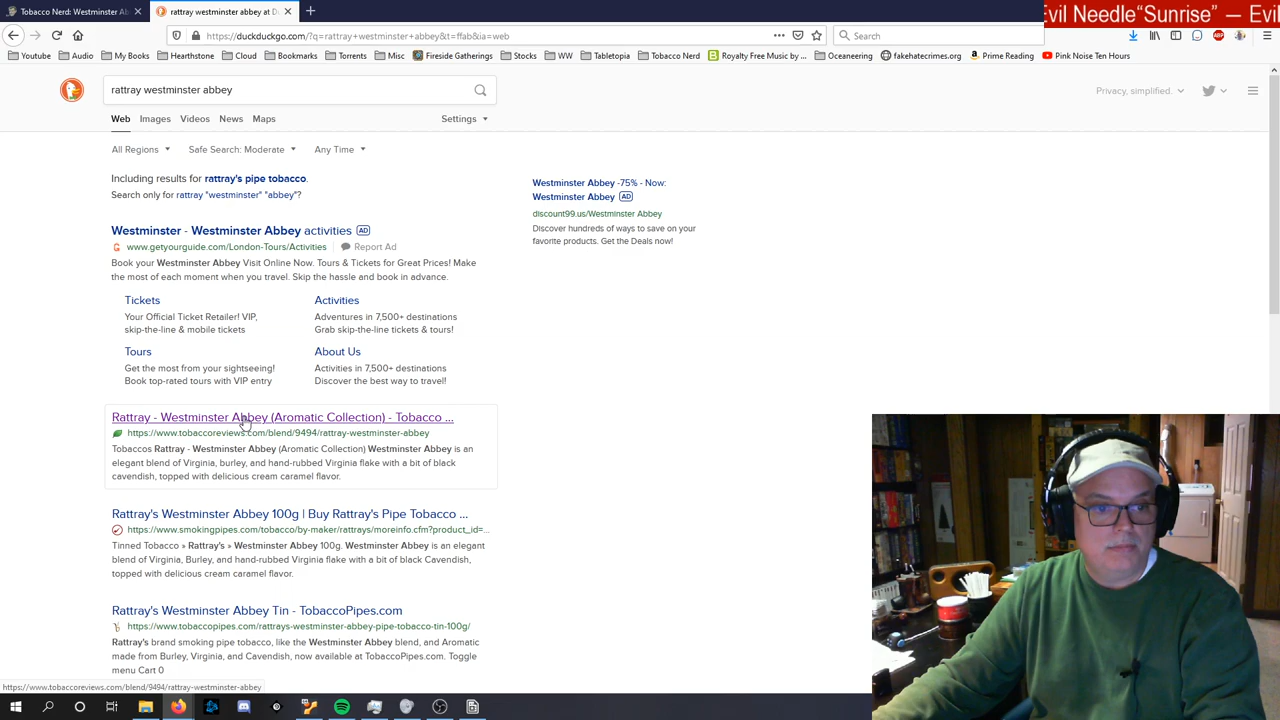 Tobacco Nerd: Westminster Abb
rattray westminster abbey at D
Evil Needle“Sunrise” — Evil
https://duckduckgo.com/?q=rattray+westminster+abbey&t=ffab&ia=web
Search
Youtube
Audio
My Books
Hearthstone
Cloud
Bookmarks
Torrents
Misc
Fireside Gatherings
Stocks
WW
Tabletopia
Tobacco Nerd
Royalty Free Music by ...
Oceaneering
fakehatecrimes.org
Prime Reading
Pink Noise Ten Hours
rattray westminster abbey
Privacy, simplified.
Web
Images
Videos
News
Maps
Settings
All Regions
Safe Search: Moderate
Any Time
Including results for rattray's pipe tobacco.
Search only for rattray "westminster" "abbey"?
Westminster - Westminster Abbey activities AD
www.getyourguide.com/London-Tours/Activities
Report Ad
Book your Westminster Abbey Visit Online Now. Tours & Tickets for Great Prices! Make
the most of each moment when you travel. Skip the hassle and book in advance.
Tickets
Your Official Ticket Retailer! VIP,
skip-the-line & mobile tickets
Activities
Adventures in 7,500+ destinations
Grab skip-the-line tickets & tours!
Tours
Get the most from your sightseeing!
Book top-rated tours with VIP entry
About Us
Activities in 7,500+ destinations
Discover the best way to travel!
Westminster Abbey -75% - Now:
Westminster Abbey AD
discount99.us/Westminster Abbey
Discover hundreds of ways to save on your
favorite products. Get the Deals now!
Rattray - Westminster Abbey (Aromatic Collection) - Tobacco ...
https://www.tobaccoreviews.com/blend/9494/rattray-westminster-abbey
Tobaccos Rattray - Westminster Abbey (Aromatic Collection) Westminster Abbey is an
elegant blend of Virginia, burley, and hand-rubbed Virginia flake with a bit of black
cavendish, topped with delicious cream caramel flavor.
Rattray's Westminster Abbey 100g | Buy Rattray's Pipe Tobacco ...
https://www.smokingpipes.com/tobacco/by-maker/rattrays/moreinfo.cfm?product_id=...
Tinned Tobacco » Rattray's » Westminster Abbey 100g. Westminster Abbey is an elegant
blend of Virginia, Burley, and hand-rubbed Virginia flake with a bit of black Cavendish,
topped with delicious cream caramel flavor.
Rattray's Westminster Abbey Tin - TobaccoPipes.com
https://www.tobaccopipes.com/rattrays-westminster-abbey-pipe-tobacco-tin-100g/
Rattray's brand smoking pipe tobacco, like the Westminster Abbey blend, and Aromatic
made from Burley, Virginia, and Cavendish, now available at TobaccoPipes.com. Toggle
menu Cart 0
https://www.tobaccoreviews.com/blend/9494/rattray-westminster-abbey